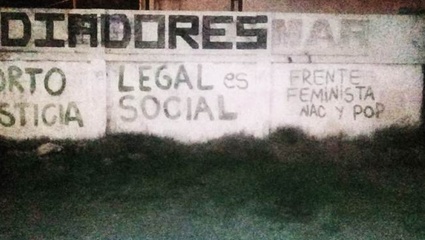 DIADORES
ORTO
STICIA
LEGAL es
SOCIAL
FRENTE
FEMINISTA
NAC Y POP